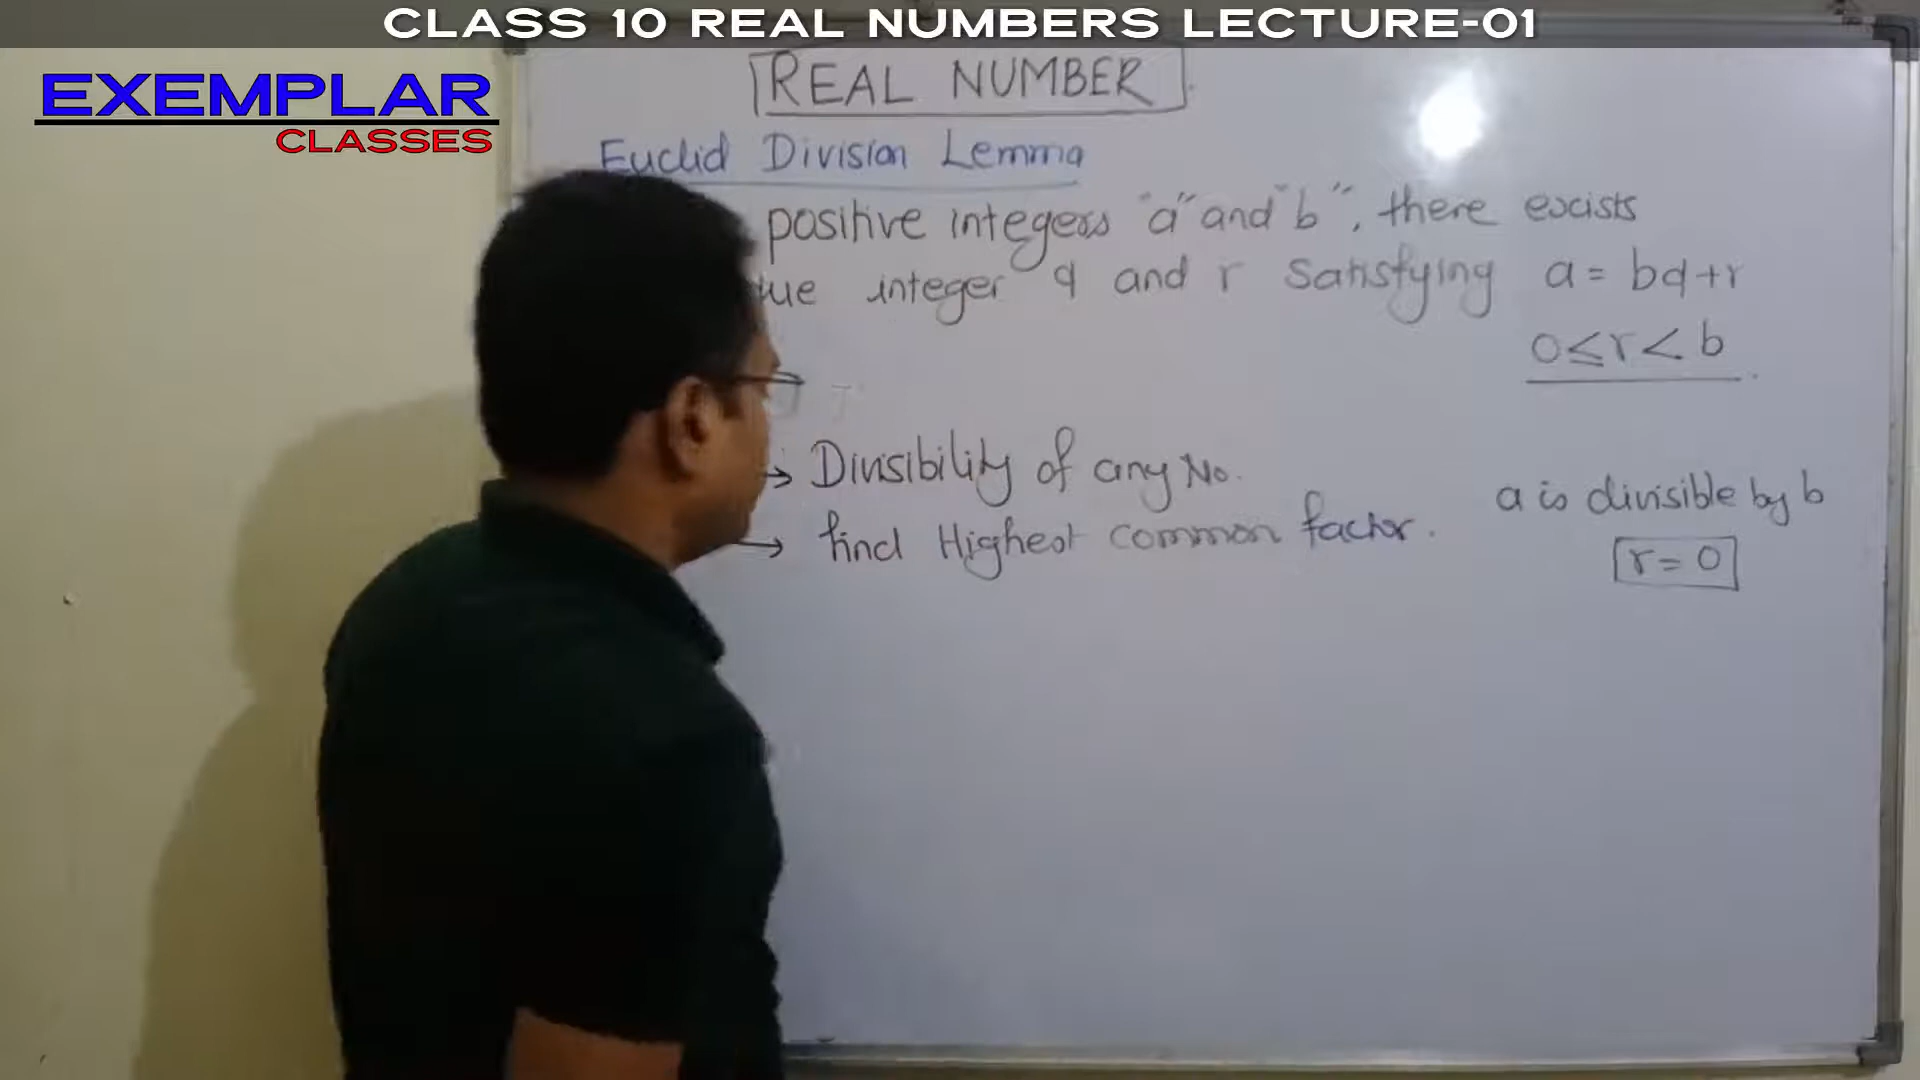 CLASS 10 REAL NUMBERS LECTURE-01
EXEMPLAR
CLASSES
REAL NUMBER
Euclid Division Lemma
positive integers "a" and "b", there excists
integer q and r Satisfying a = bq+r
0≤r< b
→ Divisibility of any No.
→ find Highest common factor.
a is divisible by b
r= 0